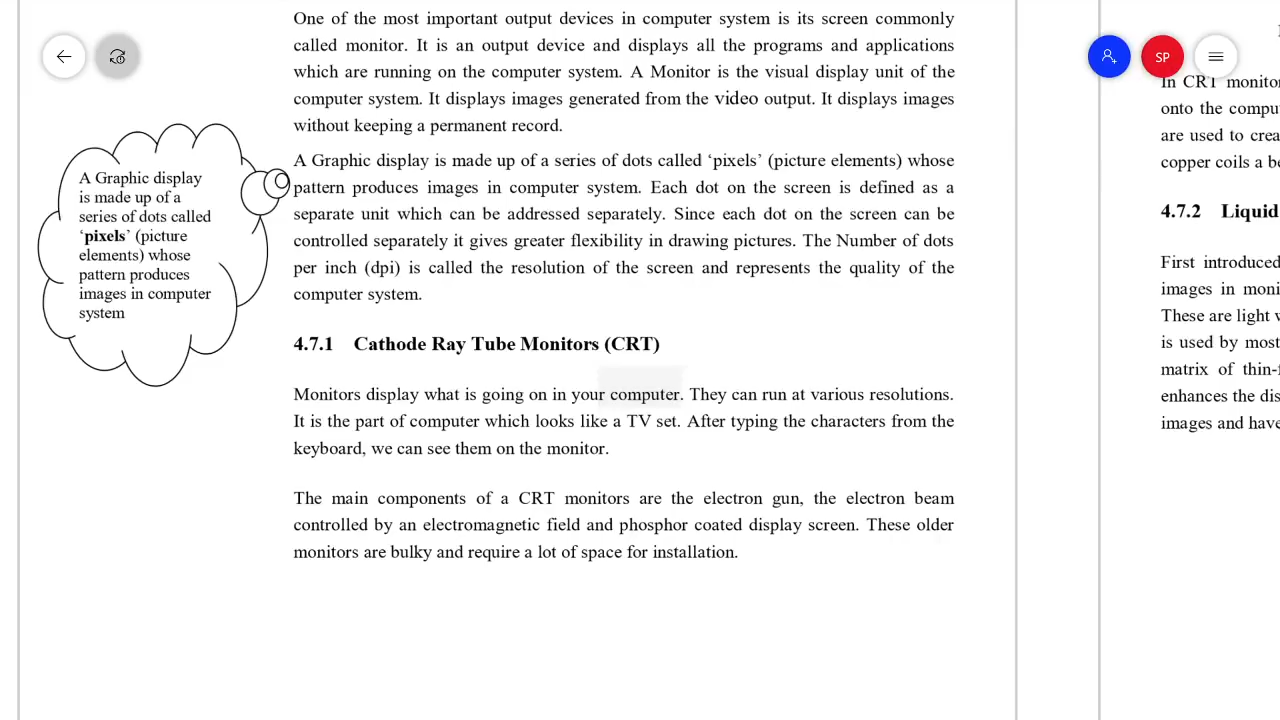 One of the most important output devices in computer system is its screen commonly
called monitor. It is an output device and displays all the programs and applications
which are running on the computer system. A Monitor is the visual display unit of the
computer system. It displays images generated from the video output. It displays images
without keeping a permanent record.
A Graphic display is made up of a series of dots called ‘pixels’ (picture elements) whose
pattern produces images in computer system. Each dot on the screen is defined as a
separate unit which can be addressed separately. Since each dot on the screen can be
controlled separately it gives greater flexibility in drawing pictures. The Number of dots
per inch (dpi) is called the resolution of the screen and represents the quality of the
computer system.
A Graphic display
is made up of a
series of dots called
‘pixels’ (picture
elements) whose
pattern produces
images in computer
system
4.7.1 Cathode Ray Tube Monitors (CRT)
Monitors display what is going on in your computer. They can run at various resolutions.
It is the part of computer which looks like a TV set. After typing the characters from the
keyboard, we can see them on the monitor.
The main components of a CRT monitors are the electron gun, the electron beam
controlled by an electromagnetic field and phosphor coated display screen. These older
monitors are bulky and require a lot of space for installation.
SP
In CRT monitor
onto the compu
are used to crea
copper coils a be
4.7.2 Liquid
First introduced
images in moni
These are light w
is used by most
matrix of thin-f
enhances the dis
images and have